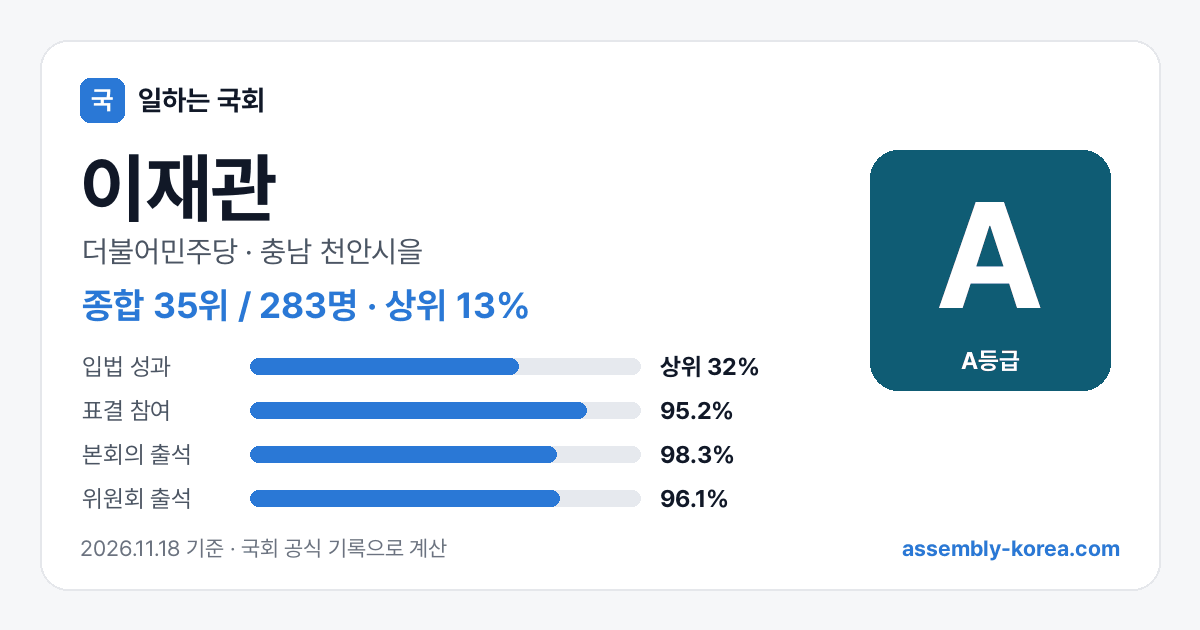 국 일하는 국회
이재관
더불어민주당 · 충남 천안시을
종합 35위 / 283명 · 상위 13%
입법 성과 상위 32%
표결 참여 95.2%
본회의 출석 98.3%
위원회 출석 96.1%
A
A등급
2026.11.18 기준 · 국회 공식 기록으로 계산
assembly-korea.com